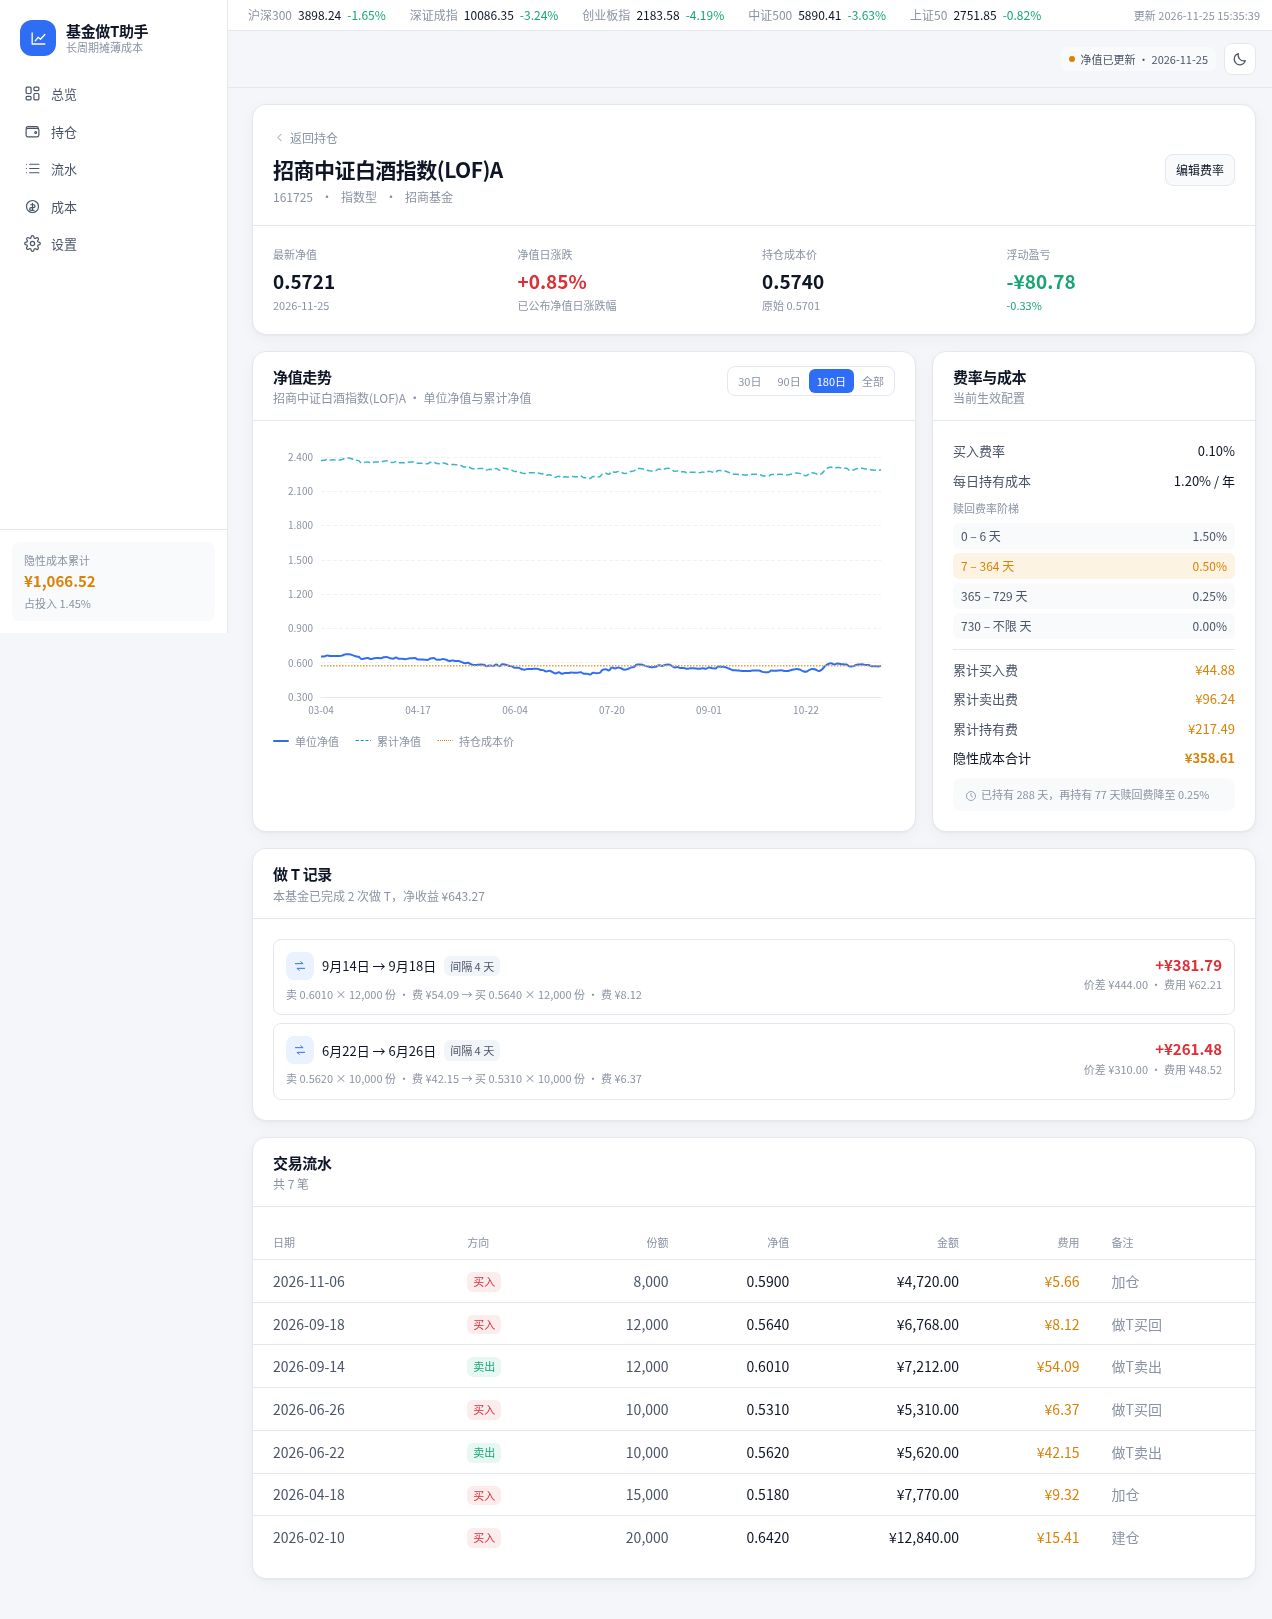 基金做T助手
长周期摊薄成本
总览
持仓
流水
成本
设置
隐性成本累计
¥1,066.52
占投入 1.45%
沪深300 3898.24 -1.65% 深证成指 10086.35 -3.24% 创业板指 2183.58 -4.19% 中证500 5890.41 -3.63% 上证50 2751.85 -0.82% 更新 2026-11-25 15:35:39
净值已更新 · 2026-11-25
返回持仓
招商中证白酒指数(LOF)A
161725 · 指数型 · 招商基金
编辑费率
最新净值
0.5721
2026-11-25
净值日涨跌
+0.85%
已公布净值日涨跌幅
持仓成本价
0.5740
原始 0.5701
浮动盈亏
-¥80.78
-0.33%
净值走势
招商中证白酒指数(LOF)A · 单位净值与累计净值
30日 90日 180日 全部
2.400
2.100
1.800
1.500
1.200
0.900
0.600
0.300
03-04 04-17 06-04 07-20 09-01 10-22
单位净值 累计净值 持仓成本价
费率与成本
当前生效配置
买入费率 0.10%
每日持有成本 1.20% / 年
赎回费率阶梯
0 – 6 天 1.50%
7 – 364 天 0.50%
365 – 729 天 0.25%
730 – 不限 天 0.00%
累计买入费 ¥44.88
累计卖出费 ¥96.24
累计持有费 ¥217.49
隐性成本合计 ¥358.61
已持有 288 天，再持有 77 天赎回费降至 0.25%
做 T 记录
本基金已完成 2 次做 T，净收益 ¥643.27
9月14日 → 9月18日 间隔 4 天
卖 0.6010 × 12,000 份 · 费 ¥54.09 → 买 0.5640 × 12,000 份 · 费 ¥8.12
+¥381.79
价差 ¥444.00 · 费用 ¥62.21
6月22日 → 6月26日 间隔 4 天
卖 0.5620 × 10,000 份 · 费 ¥42.15 → 买 0.5310 × 10,000 份 · 费 ¥6.37
+¥261.48
价差 ¥310.00 · 费用 ¥48.52
交易流水
共 7 笔
日期 方向 份额 净值 金额 费用 备注
2026-11-06 买入 8,000 0.5900 ¥4,720.00 ¥5.66 加仓
2026-09-18 买入 12,000 0.5640 ¥6,768.00 ¥8.12 做T买回
2026-09-14 卖出 12,000 0.6010 ¥7,212.00 ¥54.09 做T卖出
2026-06-26 买入 10,000 0.5310 ¥5,310.00 ¥6.37 做T买回
2026-06-22 卖出 10,000 0.5620 ¥5,620.00 ¥42.15 做T卖出
2026-04-18 买入 15,000 0.5180 ¥7,770.00 ¥9.32 加仓
2026-02-10 买入 20,000 0.6420 ¥12,840.00 ¥15.41 建仓